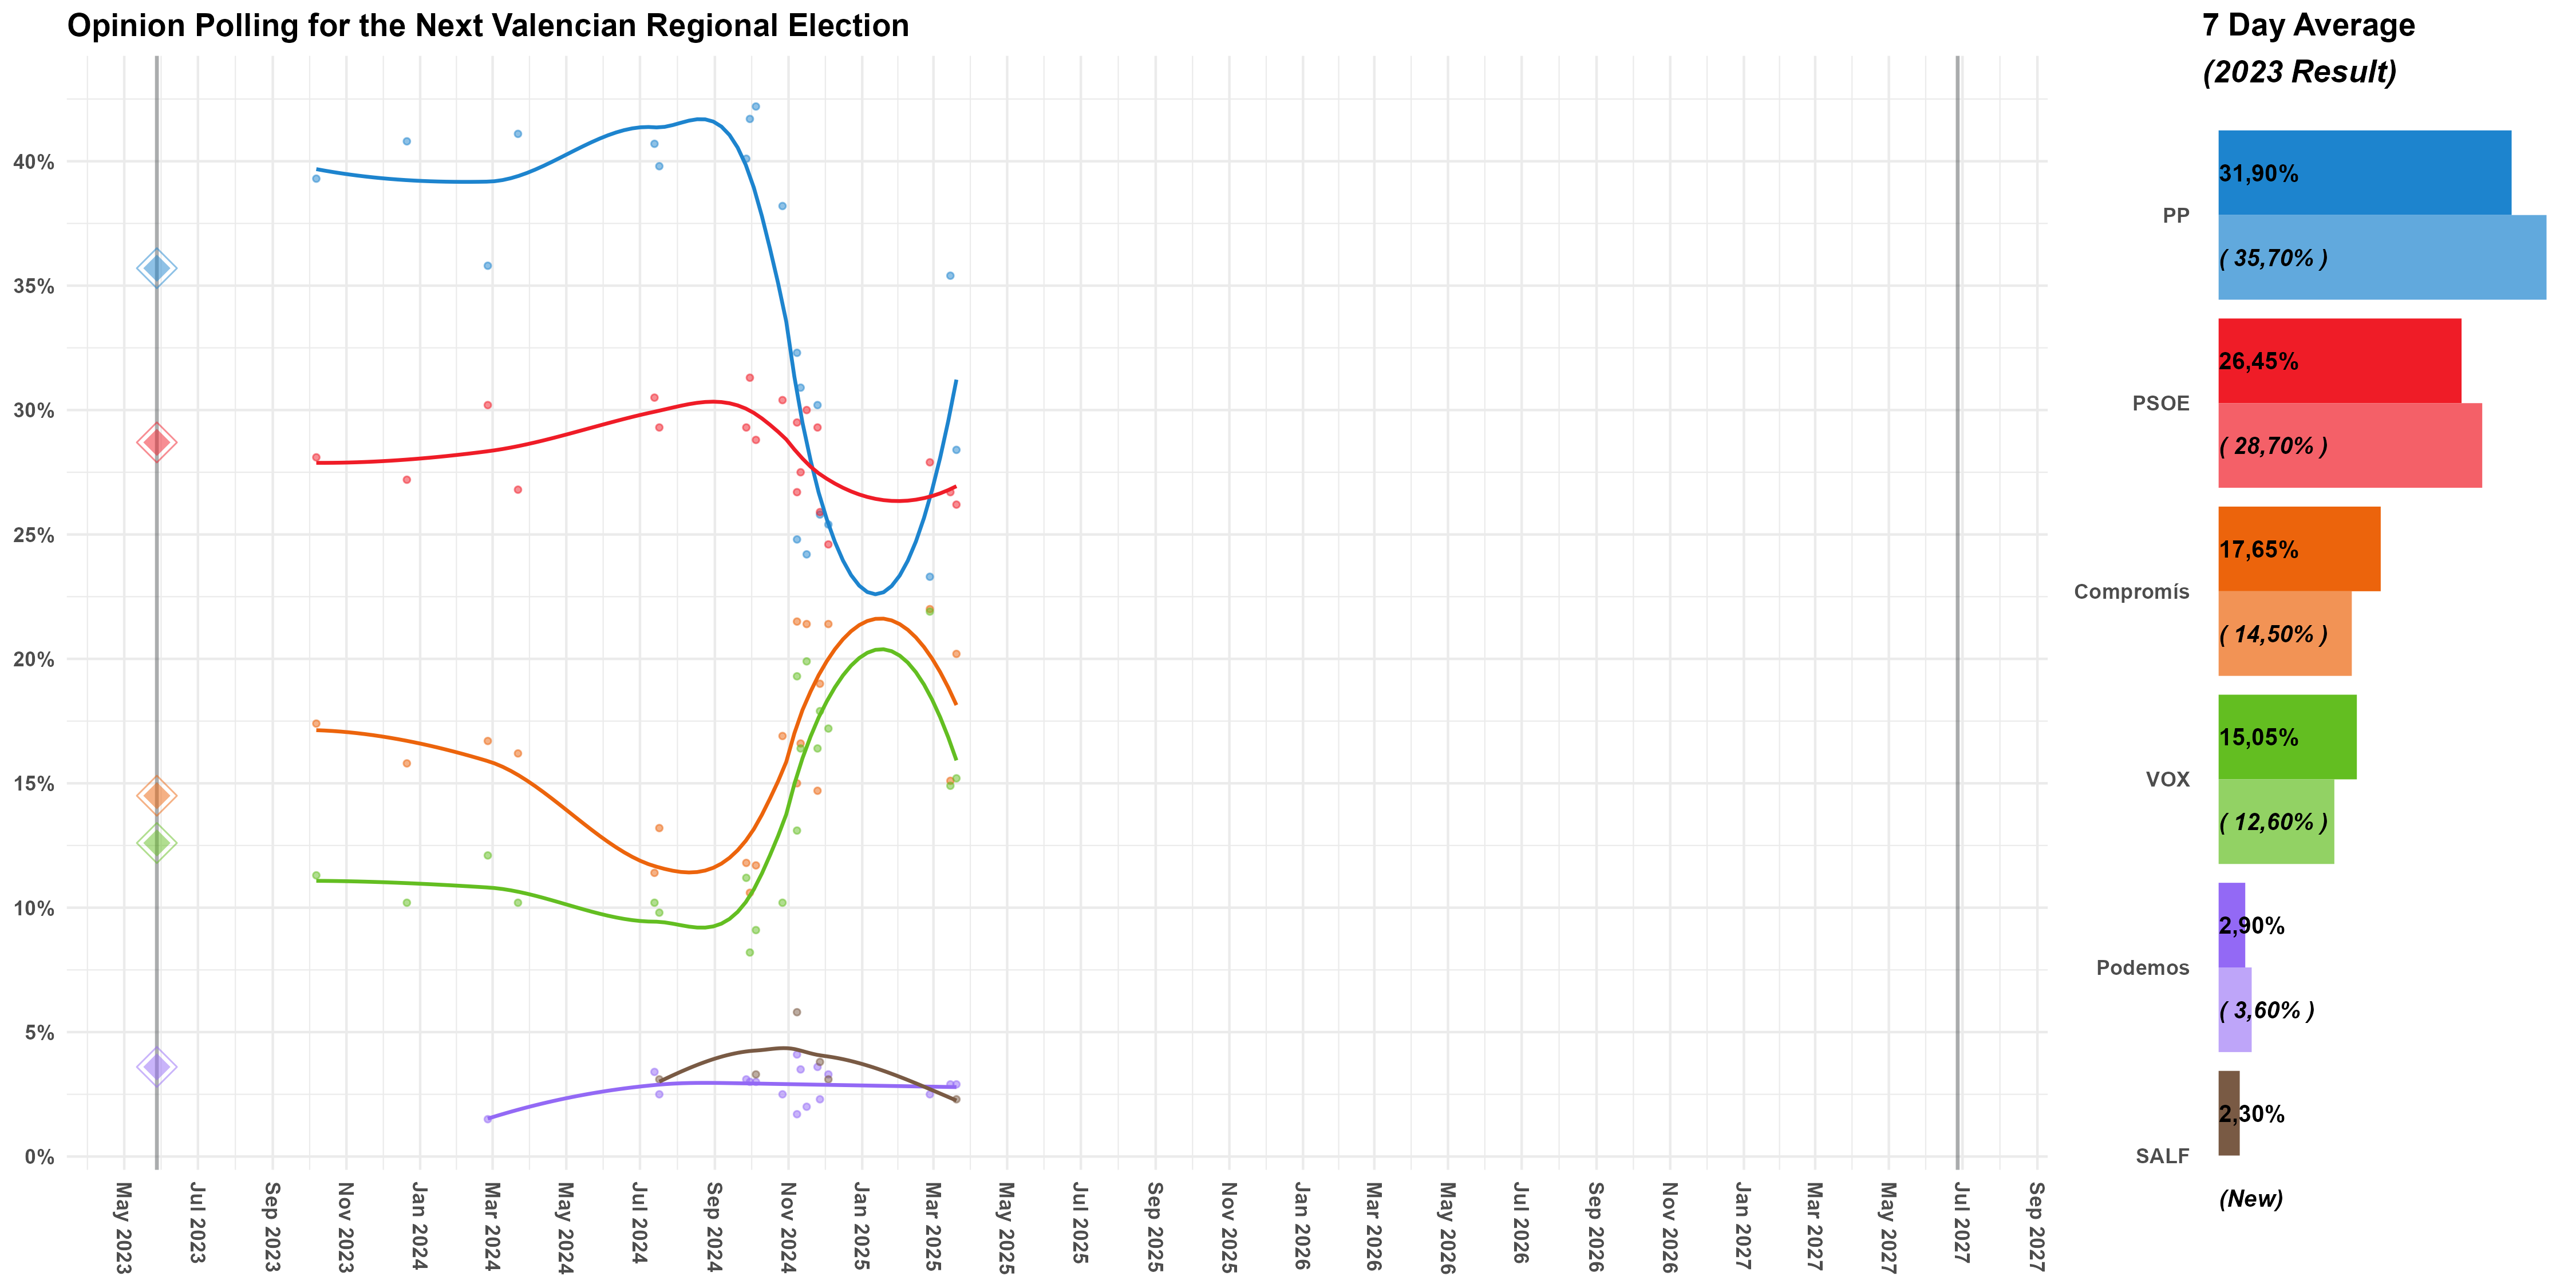 Opinion Polling for the Next Valencian Regional Election
7 Day Average
(2023 Result)
40%
35%
30%
25%
20%
15%
10%
5%
0%
May 2023
Jul 2023
Sep 2023
Nov 2023
Jan 2024
Mar 2024
May 2024
Jul 2024
Sep 2024
Nov 2024
Jan 2025
Mar 2025
May 2025
Jul 2025
Sep 2025
Nov 2025
Jan 2026
Mar 2026
May 2026
Jul 2026
Sep 2026
Nov 2026
Jan 2027
Mar 2027
May 2027
Jul 2027
Sep 2027
PP
31,90%
( 35,70% )
PSOE
26,45%
( 28,70% )
Compromís
17,65%
( 14,50% )
VOX
15,05%
( 12,60% )
Podemos
2,90%
( 3,60% )
SALF
2,30%
(New)